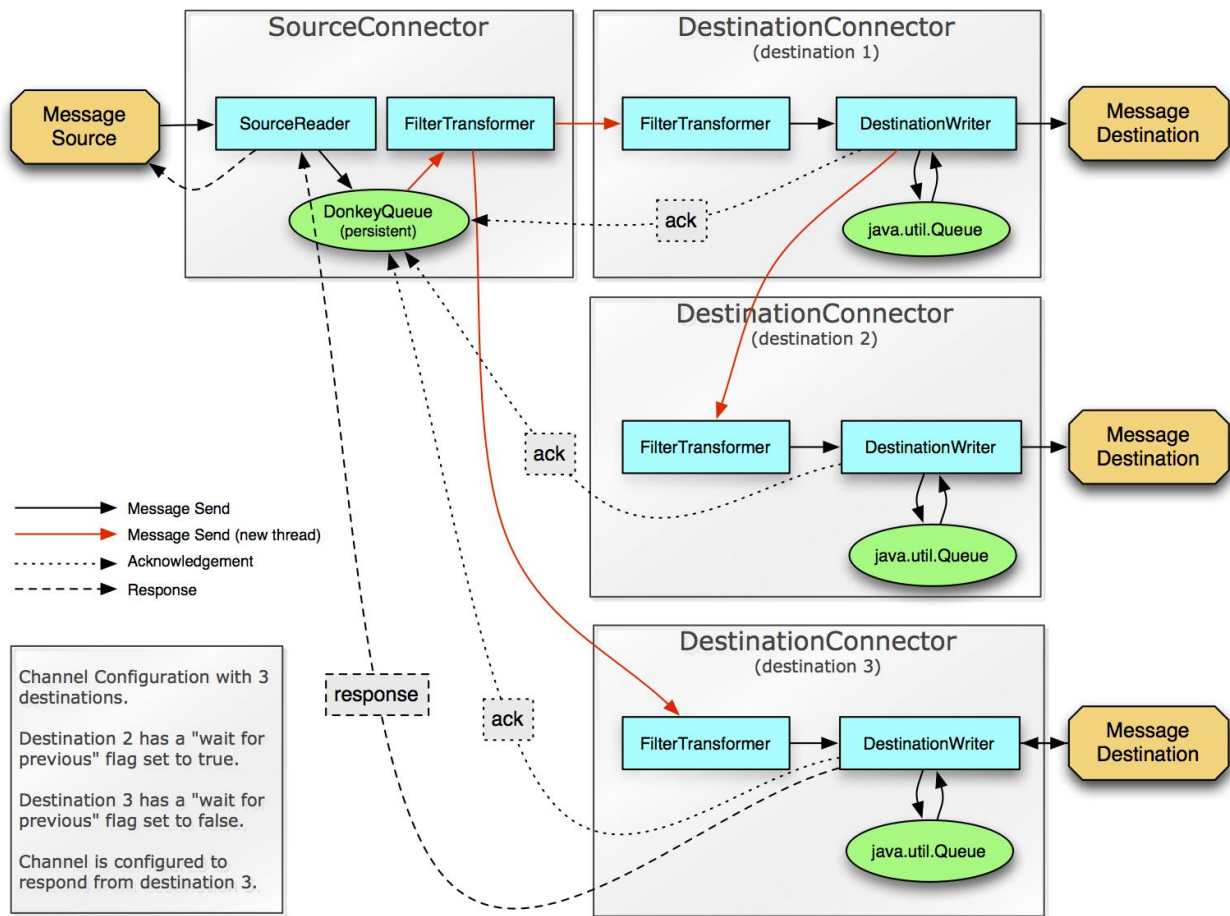 SourceConnector
Message
Source
SourceReader
FilterTransformer
DonkeyQueue
(persistent)
DestinationConnector
(destination 1)
FilterTransformer
DestinationWriter
java.util.Queue
Message
Destination
ack
DestinationConnector
(destination 2)
FilterTransformer
DestinationWriter
java.util.Queue
Message
Destination
ack
Message Send
Message Send (new thread)
Acknowledgement
Response
DestinationConnector
(destination 3)
FilterTransformer
DestinationWriter
java.util.Queue
Message
Destination
response
ack
Channel Configuration with 3
destinations.
Destination 2 has a "wait for
previous" flag set to true.
Destination 3 has a "wait for
previous" flag set to false.
Channel is configured to
respond from destination 3.